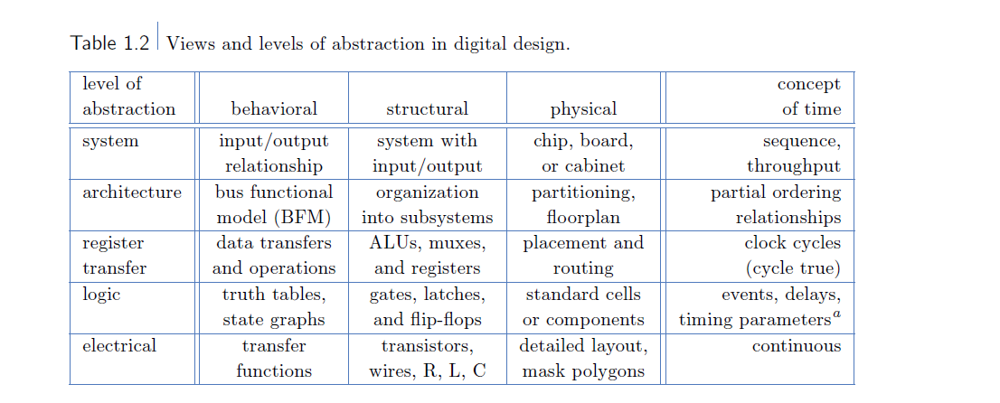 Table 1.2 Views and levels of abstraction in digital design.
level of concept
abstraction behavioral structural physical of time
system input/output system with chip, board, sequence,
relationship input/output or cabinet throughput
architecture bus functional organization partitioning, partial ordering
model (BFM) into subsystems floorplan relationships
register data transfers ALUs, muxes, placement and clock cycles
transfer and operations and registers routing (cycle true)
logic truth tables, gates, latches, standard cells events, delays,
state graphs and flip-flops or components timing parametersᵃ
electrical transfer transistors, detailed layout, continuous
functions wires, R, L, C mask polygons